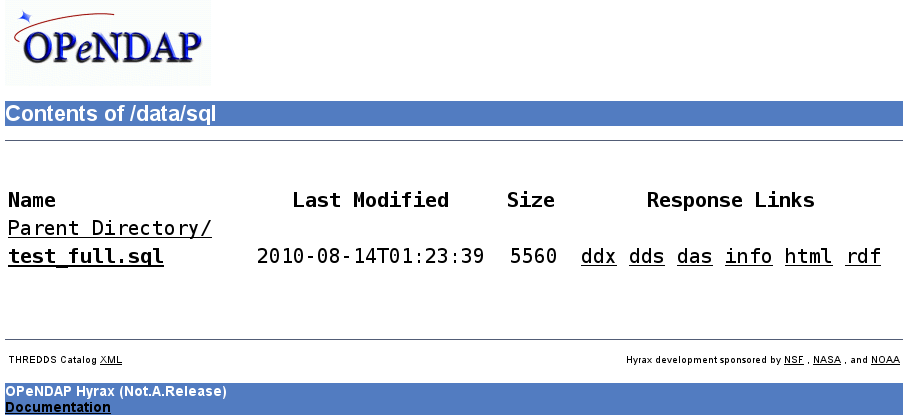 OPeNDAP
Contents of /data/sql
Name Last Modified Size Response Links
Parent Directory/
test_full.sql 2010-08-14T01:23:39 5560 ddx dds das info html rdf
THREDDS Catalog XML Hyrax development sponsored by NSF , NASA , and NOAA
OPeNDAP Hyrax (Not.A.Release)
Documentation